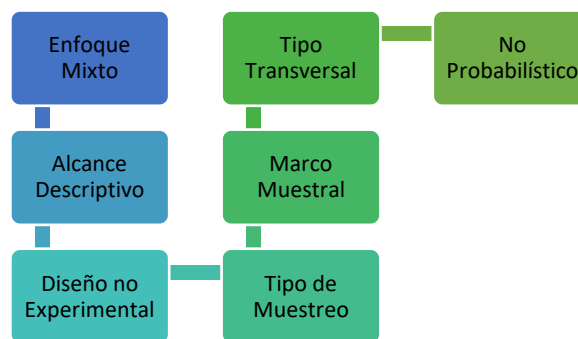 Enfoque
Mixto
Alcance
Descriptivo
Diseño no
Experimental
Tipo de
Muestreo
Marco
Muestral
Tipo
Transversal
No
Probabilístico